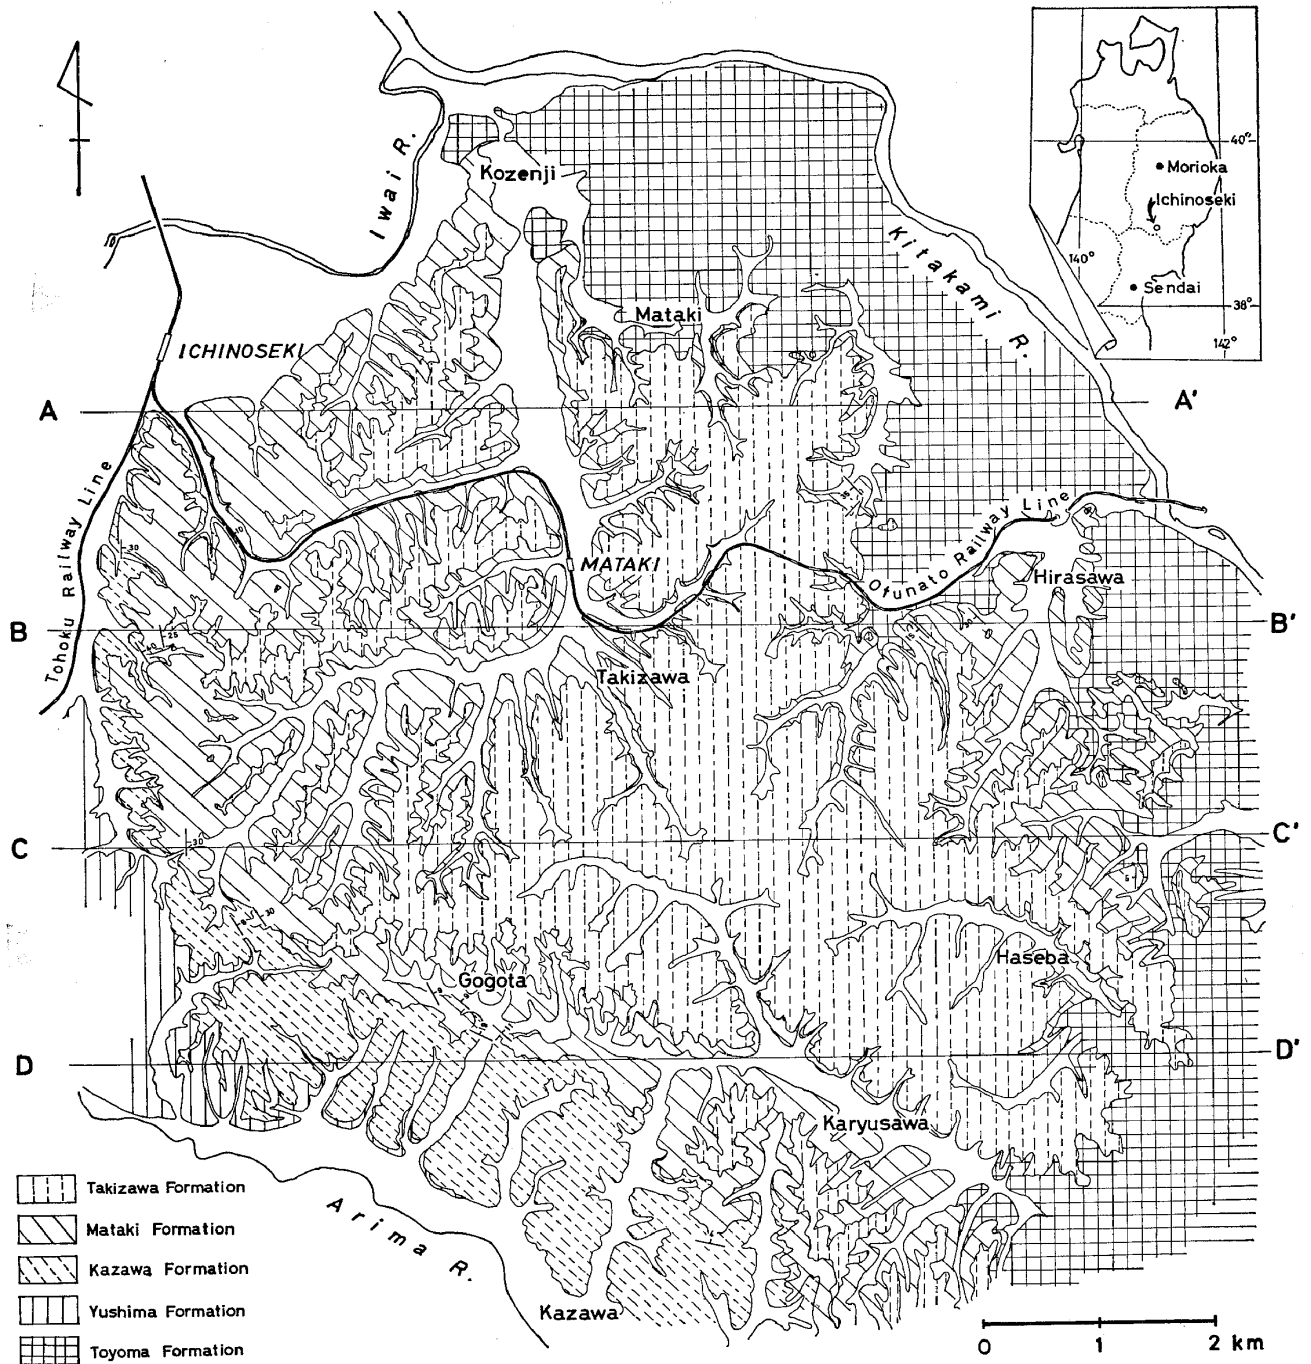 Iwai R.
Kozenji
Kitakami R.
40°
Morioka
Ichinoseki
140°
Sendai
38°
142°
Mataki
ICHINOSEKI
A
A'
Tohoku Railway Line
MATAKI
Ofunato Railway Line
Hirasawa
B
B'
Takizawa
30
25
C
C'
30
30
Gogota
Haseba
D
D'
Karyusawa
Arima R.
Kazawa
Takizawa Formation
Mataki Formation
Kazawa Formation
Yushima Formation
Toyoma Formation
0 1 2 km